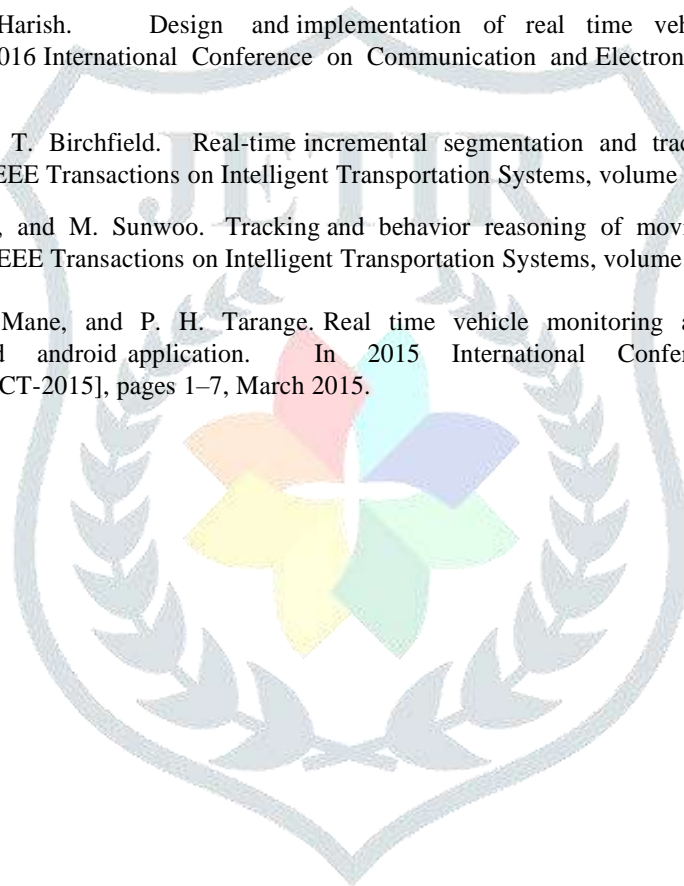 Harish. Design and implementation of real time veh
016 International Conference on Communication and Electron
T. Birchfield. Real-time incremental segmentation and trac
EEE Transactions on Intelligent Transportation Systems, volume
, and M. Sunwoo. Tracking and behavior reasoning of movi
EEE Transactions on Intelligent Transportation Systems, volume
JETIR
Mane, and P. H. Tarange. Real time vehicle monitoring a
d android application. In 2015 International Confer
CT-2015], pages 1–7, March 2015.